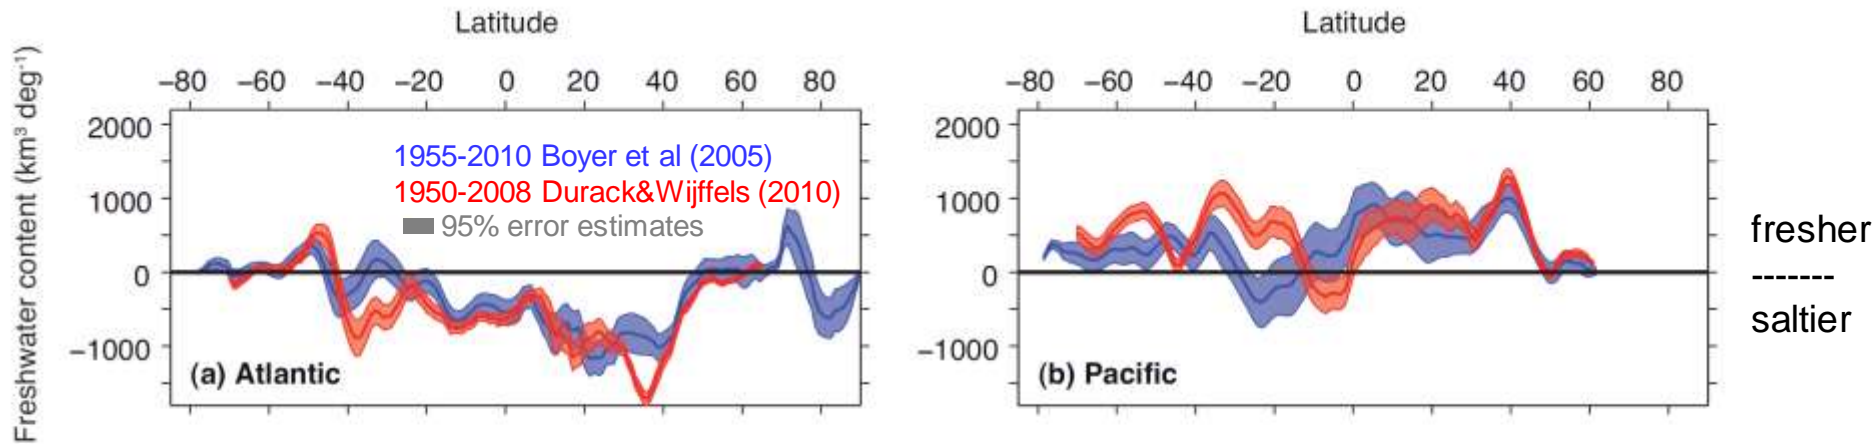 Latitude
−80 −60 −40 −20 0 20 40 60 80
Freshwater content (km³ deg⁻¹)
2000
1000
0
−1000
1955-2010 Boyer et al (2005)
1950-2008 Durack&Wijffels (2010)
95% error estimates
(a) Atlantic
Latitude
−80 −60 −40 −20 0 20 40 60 80
2000
1000
0
−1000
(b) Pacific
fresher
-------
saltier